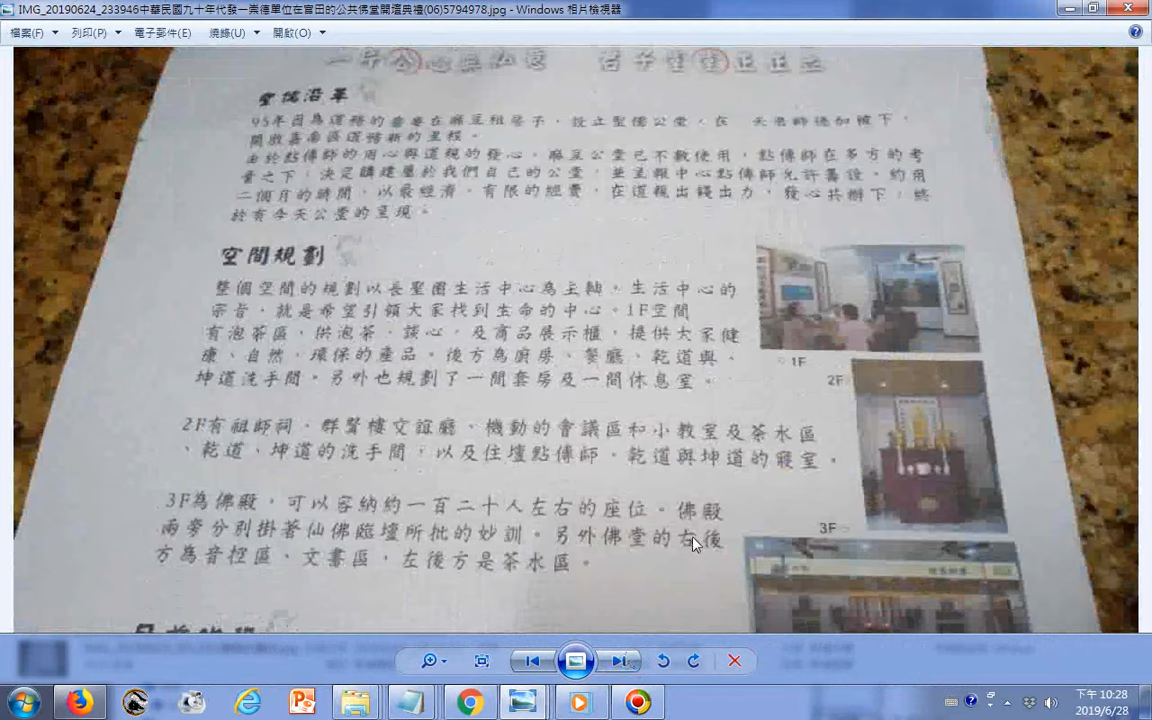 IMG_20190624_233946中華民國九十年代發一崇德單位在官田的公共佛堂開壇典禮(06)5794978.jpg - Windows 相片檢視器
檔案(F) 列印(P) 電子郵件(E) 燒錄(U) 開啟(O)
聖儒沿革
95年因為道務的需要在麻豆租房子，設立聖儒公堂，在 天恩師德加被下，
開啟嘉南區道務新的里程。
由於點傳師的用心與道親的發心，麻豆公堂已不敷使用，點傳師在多方的考
量之下，決定購建屬於我們自己的公堂，並呈報中心點傳師允許籌設。約用
二個月的時間，以最經濟、有限的經費，在道親出錢出力，發心共辦下，終
於有今天公堂的呈現。
空間規劃
整個空間的規劃以長聖園生活中心為主軸。生活中心的
宗旨，就是希望引領大家找到生命的中心。1F空間
有泡茶區，供泡茶、談心，及商品展示櫃，提供大家健
康、自然、環保的產品。後方為廚房、餐廳、乾道與
坤道洗手間。另外也規劃了一間套房及一間休息室。
1F
2F
2F有祖師祠、群賢樓交誼廳、機動的會議區和小教室及茶水區
、乾道、坤道的洗手間，以及住壇點傳師、乾道與坤道的寢室。
3F為佛殿，可以容納約一百二十人左右的座位。佛殿
兩旁分別掛著仙佛臨壇所批的妙訓。另外佛堂的右後
方為音控區、文書區，左後方是茶水區。
3F
下午 10:28
2019/6/28